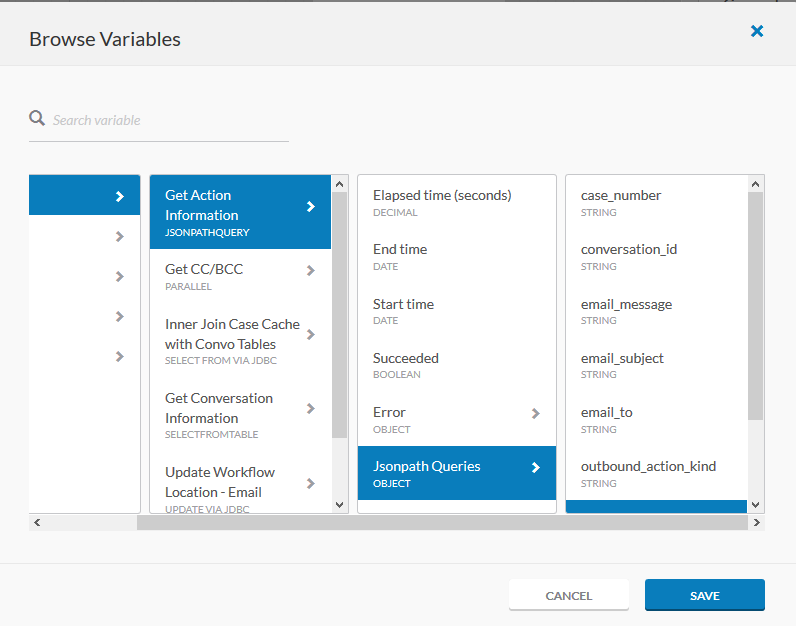 Browse Variables
Search variable
Get Action
Information
JSONPATHQUERY
Get CC/BCC
PARALLEL
Inner Join Case Cache
with Convo Tables
SELECT FROM VIA JDBC
Get Conversation
Information
SELECTFROMTABLE
Update Workflow
Location - Email
UPDATE VIA JDBC
Elapsed time (seconds)
DECIMAL
End time
DATE
Start time
DATE
Succeeded
BOOLEAN
Error
OBJECT
Jsonpath Queries
OBJECT
case_number
STRING
conversation_id
STRING
email_message
STRING
email_subject
STRING
email_to
STRING
outbound_action_kind
STRING
CANCEL
SAVE